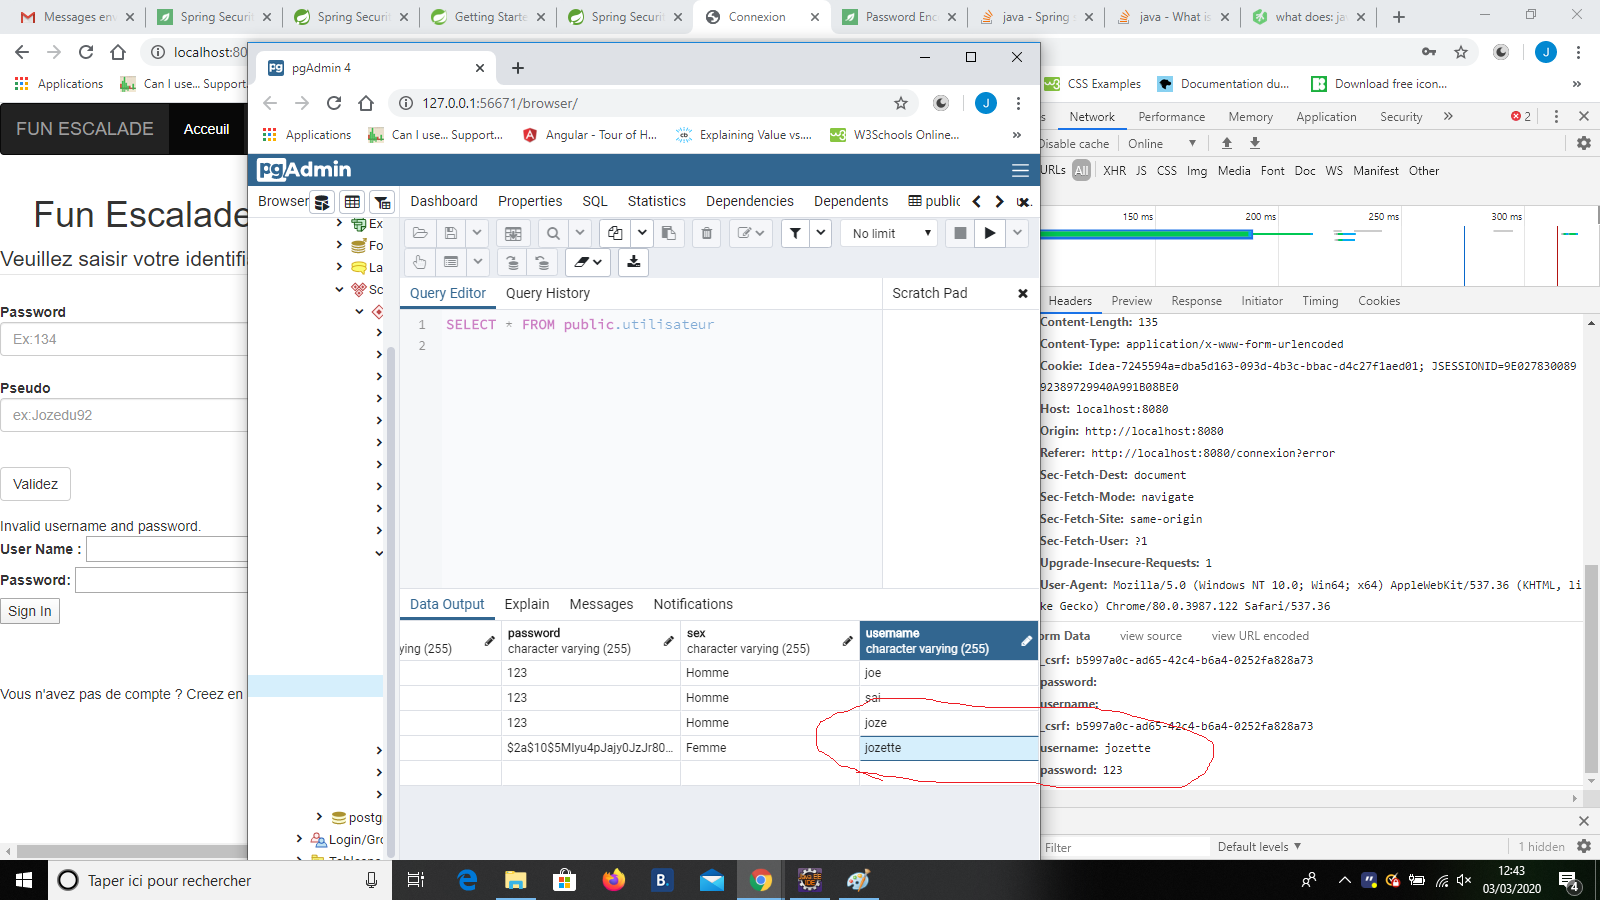 Messages env
Spring Securit
Spring Securit
Getting Starte
Spring Securit
Connexion
Password Enc
java - Spring
java - What is
what does: ja
localhost:80
Applications
Can I use... Suppo
CSS Examples
Documentation du...
Download free icon...
pgAdmin 4
127.0.0.1:56671/browser/
J
J
Applications
Can I use... Support...
Angular - Tour of H...
Explaining Value vs....
W3Schools Online...
pgAdmin
FUN ESCALADE
Acceuil
Fun Escalade
Veuillez saisir votre identifi
Password
Ex:134
Pseudo
ex:Jozedu92
Validez
Invalid username and password.
User Name :
Password:
Sign In
Vous n'avez pas de compte ? Creez en
Browser
Dashboard
Properties
SQL
Statistics
Dependencies
Dependents
public
Ex
Fo
La
Sc
postg
Login/Gro
No limit
Query Editor
Query History
Scratch Pad
1 SELECT * FROM public.utilisateur
2
Data Output
Explain
Messages
Notifications
ying (255)
password
character varying (255)
sex
character varying (255)
username
character varying (255)
123 Homme joe
123 Homme sai
123 Homme joze
$2a$10$5MIyu4pJajy0JzJr80... Femme jozette
s
Network
Performance
Memory
Application
Security
2
Disable cache
Online
URLs
All
XHR
JS
CSS
Img
Media
Font
Doc
WS
Manifest
Other
150 ms
200 ms
250 ms
300 ms
Headers
Preview
Response
Initiator
Timing
Cookies
Content-Length: 135
Content-Type: application/x-www-form-urlencoded
Cookie: Idea-7245594a=dba5d163-093d-4b3c-bbac-d4c27f1aed01; JSESSIONID=9E027830089
92389729940A991B08BE0
Host: localhost:8080
Origin: http://localhost:8080
Referer: http://localhost:8080/connexion?error
Sec-Fetch-Dest: document
Sec-Fetch-Mode: navigate
Sec-Fetch-Site: same-origin
Sec-Fetch-User: ?1
Upgrade-Insecure-Requests: 1
User-Agent: Mozilla/5.0 (Windows NT 10.0; Win64; x64) AppleWebKit/537.36 (KHTML, li
ke Gecko) Chrome/80.0.3987.122 Safari/537.36
orm Data
view source
view URL encoded
_csrf: b5997a0c-ad65-42c4-b6a4-0252fa828a73
password:
username:
_csrf: b5997a0c-ad65-42c4-b6a4-0252fa828a73
username: jozette
password: 123
Filter
Default levels
1 hidden
Taper ici pour rechercher
B.
12:43
03/03/2020
4